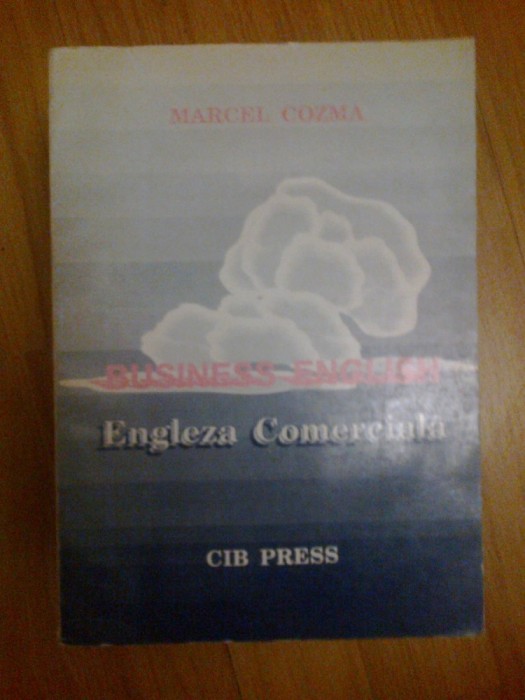 MARCEL COZMA
BUSINESS ENGLISH
Engleza Comercială
CIB PRESS